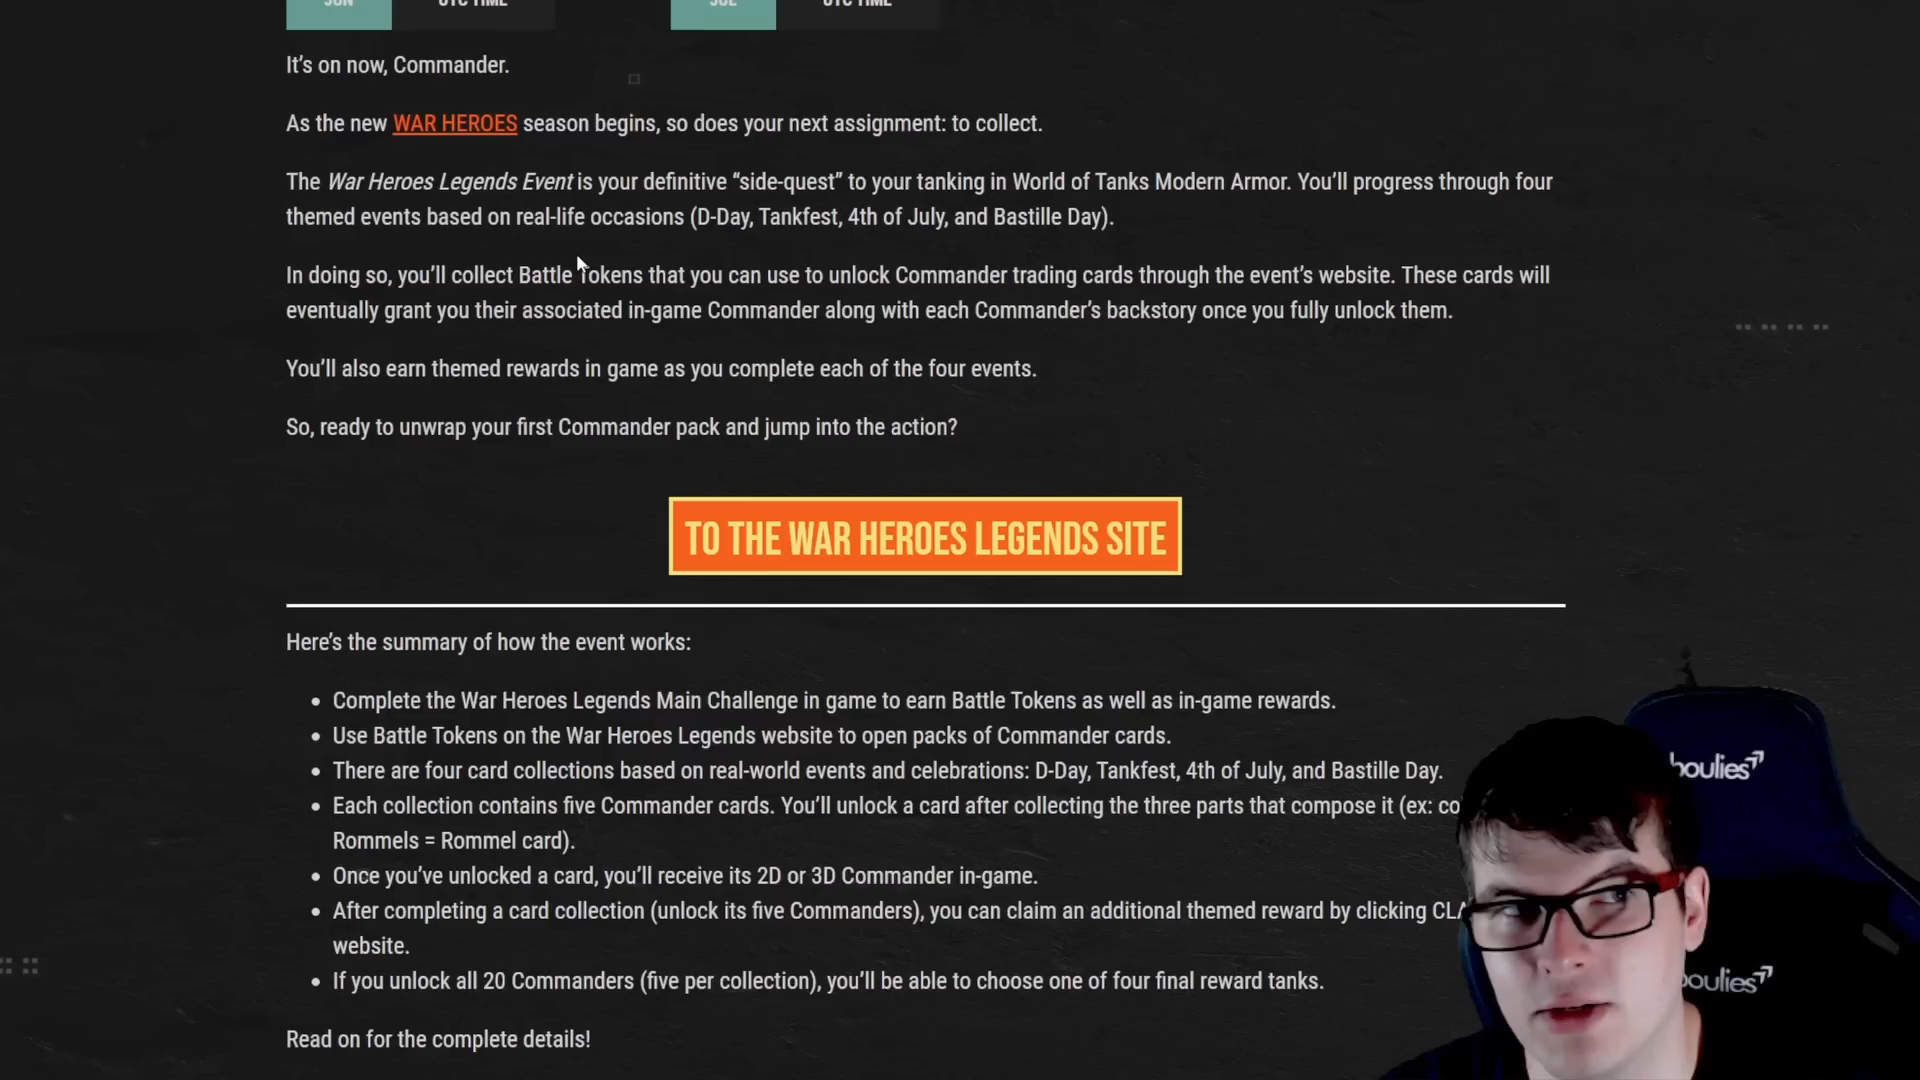 JUN UTC TIME JUL UTC TIME
It's on now, Commander.
As the new WAR HEROES season begins, so does your next assignment: to collect.
The War Heroes Legends Event is your definitive “side-quest” to your tanking in World of Tanks Modern Armor. You'll progress through four
themed events based on real-life occasions (D-Day, Tankfest, 4th of July, and Bastille Day).
In doing so, you'll collect Battle Tokens that you can use to unlock Commander trading cards through the event's website. These cards will
eventually grant you their associated in-game Commander along with each Commander's backstory once you fully unlock them.
You'll also earn themed rewards in game as you complete each of the four events.
So, ready to unwrap your first Commander pack and jump into the action?
TO THE WAR HEROES LEGENDS SITE
Here's the summary of how the event works:
• Complete the War Heroes Legends Main Challenge in game to earn Battle Tokens as well as in-game rewards.
• Use Battle Tokens on the War Heroes Legends website to open packs of Commander cards.
• There are four card collections based on real-world events and celebrations: D-Day, Tankfest, 4th of July, and Bastille Day.
• Each collection contains five Commander cards. You'll unlock a card after collecting the three parts that compose it (ex: co
Rommels = Rommel card).
• Once you've unlocked a card, you'll receive its 2D or 3D Commander in-game.
• After completing a card collection (unlock its five Commanders), you can claim an additional themed reward by clicking CLA
website.
• If you unlock all 20 Commanders (five per collection), you'll be able to choose one of four final reward tanks.
Read on for the complete details!
boulies
boulies